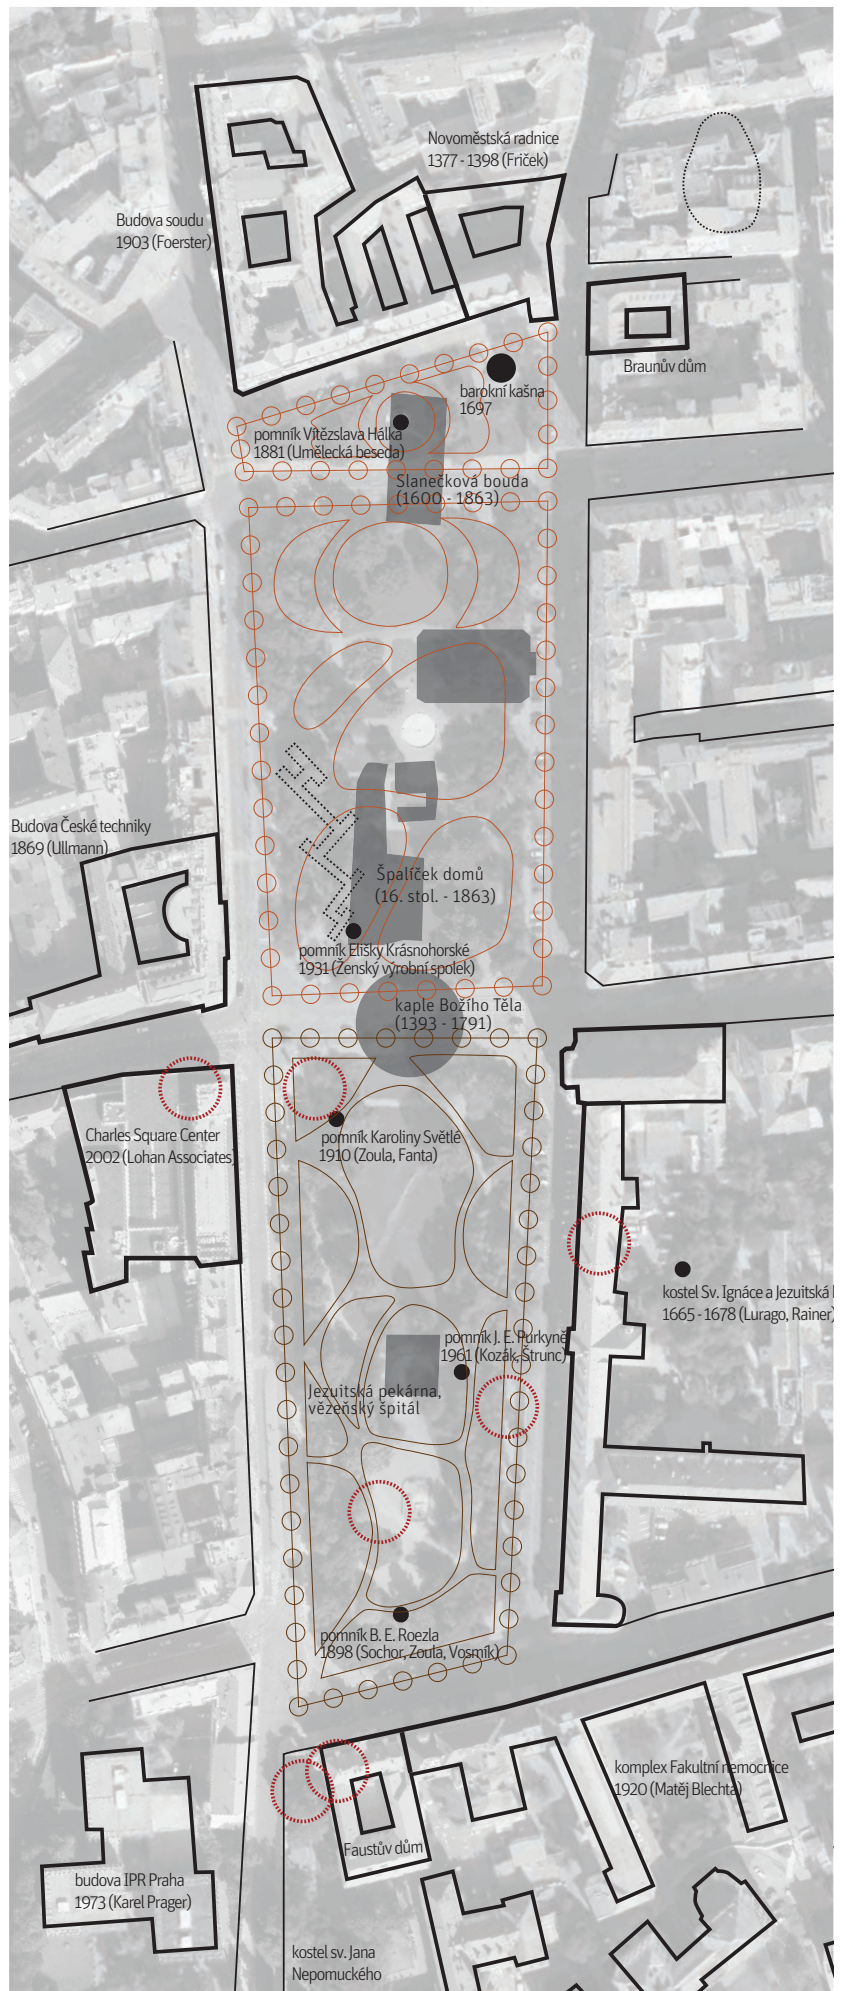 Novoměstská radnice
1377 - 1398 (Friček)
Budova soudu
1903 (Foerster)
Braunův dům
barokní kašna
1697
pomník Vítězslava Hálka
1881 (Umělecká beseda)
Slanečková bouda
(1600 - 1863)
Budova České techniky
1869 (Ullmann)
Špalíček domů
(16. stol. - 1863)
pomník Elišky Krásnohorské
1931 (Ženský výrobní spolek)
kaple Božího Těla
(1393 - 1791)
Charles Square Center
2002 (Lohan Associates)
pomník Karoliny Světlé
1910 (Zoula, Fanta)
kostel Sv. Ignáce a Jezuitská
1665 - 1678 (Lurago, Rainer)
pomník J. E. Purkyně
1961 (Kozák, Štrunc)
Jezuitská pekárna,
vězeňský špitál
pomník B. E. Roezla
1898 (Sochor, Zoula, Vosmík)
komplex Fakultní nemocnice
1920 (Matěj Blechta)
Faustův dům
budova IPR Praha
1973 (Karel Prager)
kostel sv. Jana
Nepomuckého